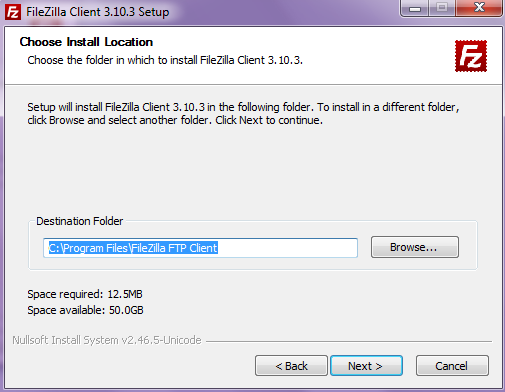 FileZilla Client 3.10.3 Setup
Choose Install Location
Choose the folder in which to install FileZilla Client 3.10.3.
Fz
Setup will install FileZilla Client 3.10.3 in the following folder. To install in a different folder,
click Browse and select another folder. Click Next to continue.
Destination Folder
C:\Program Files\FileZilla FTP Client
Browse...
Space required: 12.5MB
Space available: 50.0GB
Nullsoft Install System v2.46.5-Unicode
< Back
Next >
Cancel